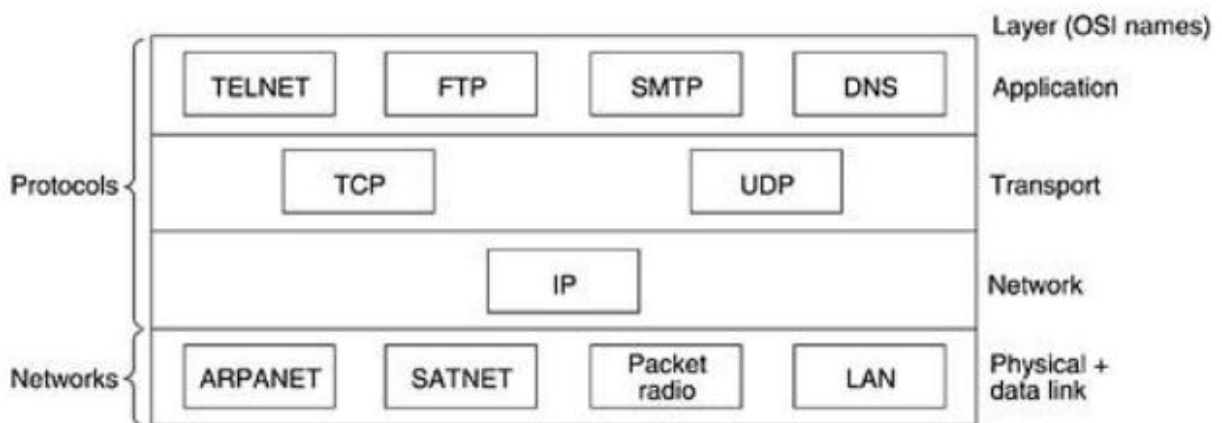 Layer (OSI names)
TELNET FTP SMTP DNS Application
Protocols TCP UDP Transport
IP Network
Networks ARPANET SATNET Packet radio LAN Physical + data link